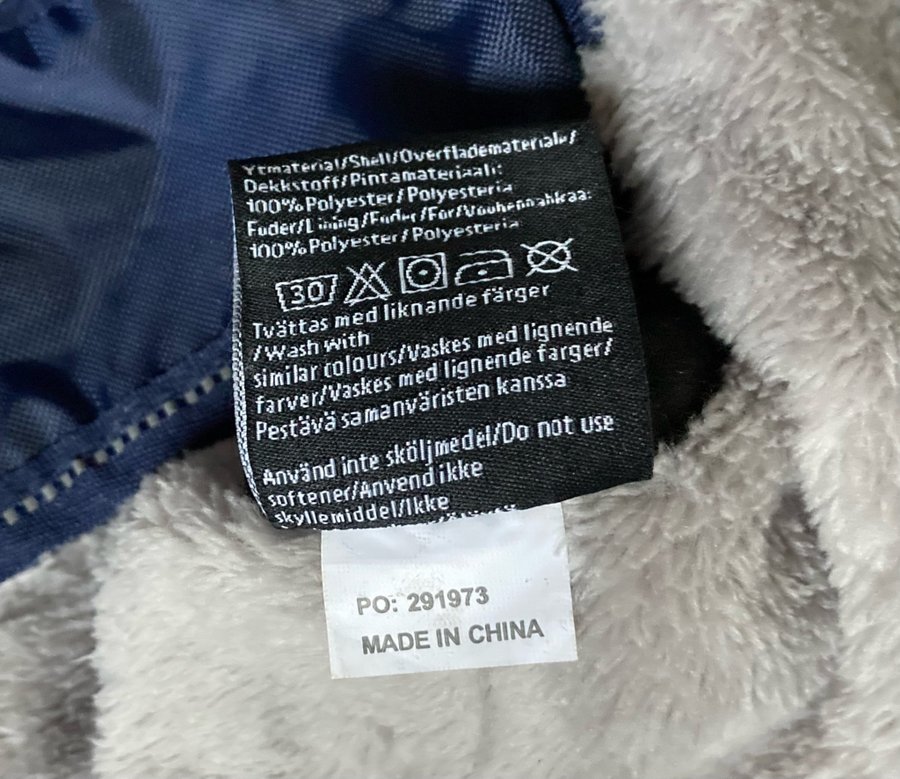 Ytmaterial/Shell/Overflademateriale/
Dekkstoff/Pintamateriaali:
100% Polyester/Polyesteria
Foder/Lining/Foder/For/Vuohennahkaa:
100% Polyester/Polyesteria
30
Tvättas med liknande färger
/Wash with
similar colours/Vaskes med lignende
farver/Vaskes med lignende farger/
Pestävä samanväristen kanssa
Använd inte sköljmedel/Do not use
softener/Anvend ikke
skyllemiddel/Ikke
PO: 291973
MADE IN CHINA